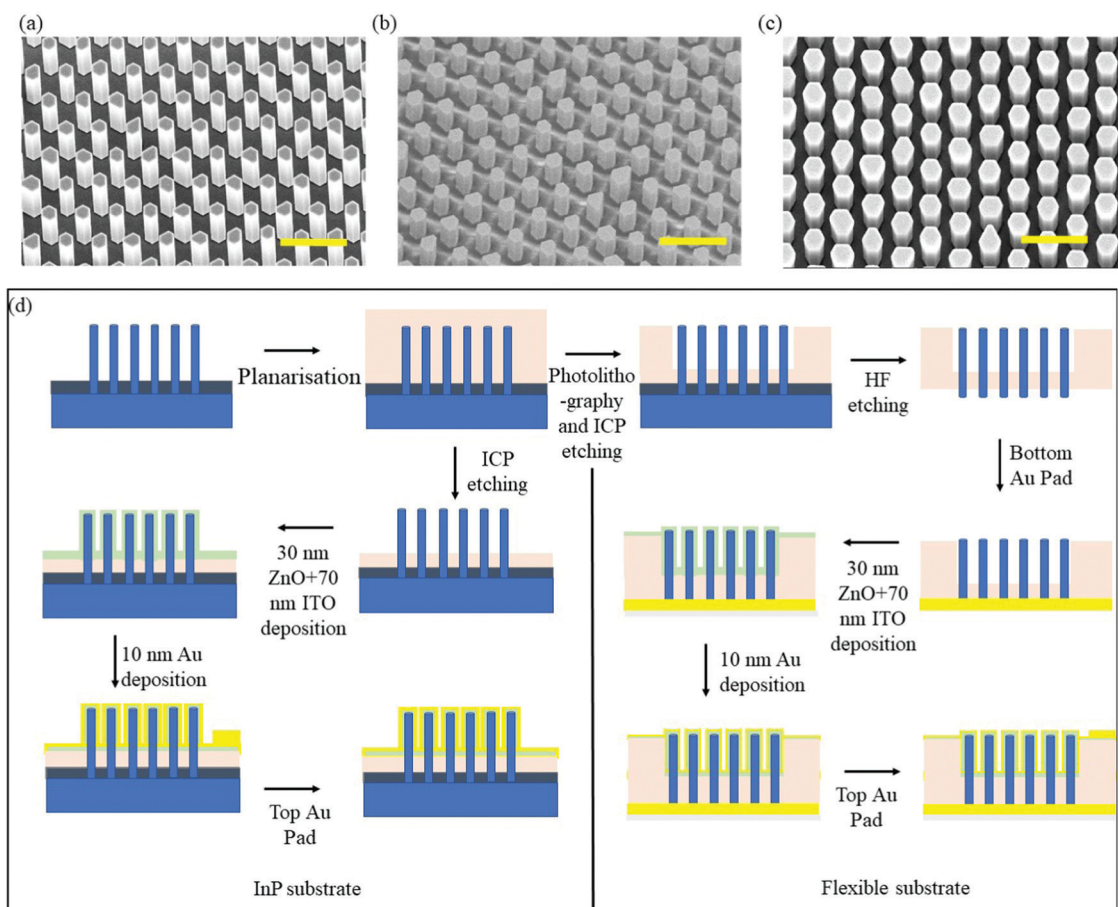 (a)
(b)
(c)
(d)
Planarisation
Photolitho
-graphy
and ICP
etching
HF
etching
ICP
etching
Bottom
Au Pad
30 nm
ZnO+70
nm ITO
deposition
30 nm
ZnO+70
nm ITO
deposition
10 nm Au
deposition
10 nm Au
deposition
Top Au
Pad
Top Au
Pad
InP substrate
Flexible substrate